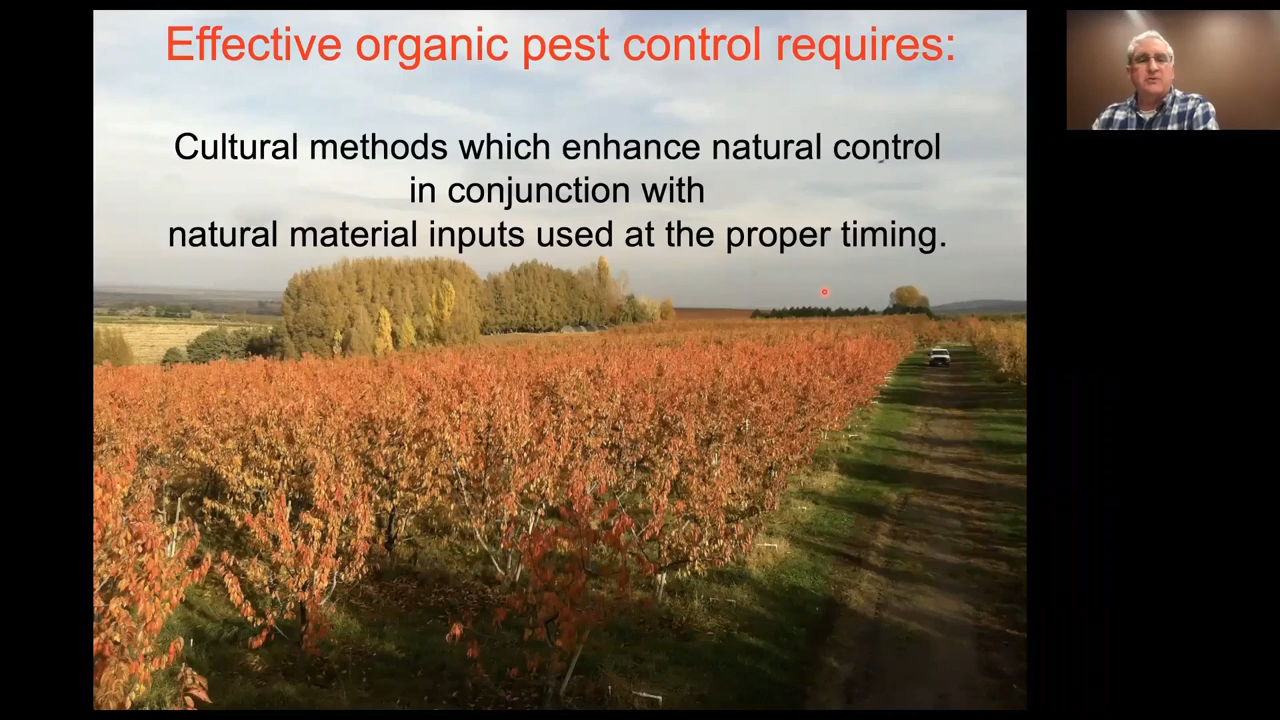 Effective organic pest control requires:
Cultural methods which enhance natural control
in conjunction with
natural material inputs used at the proper timing.